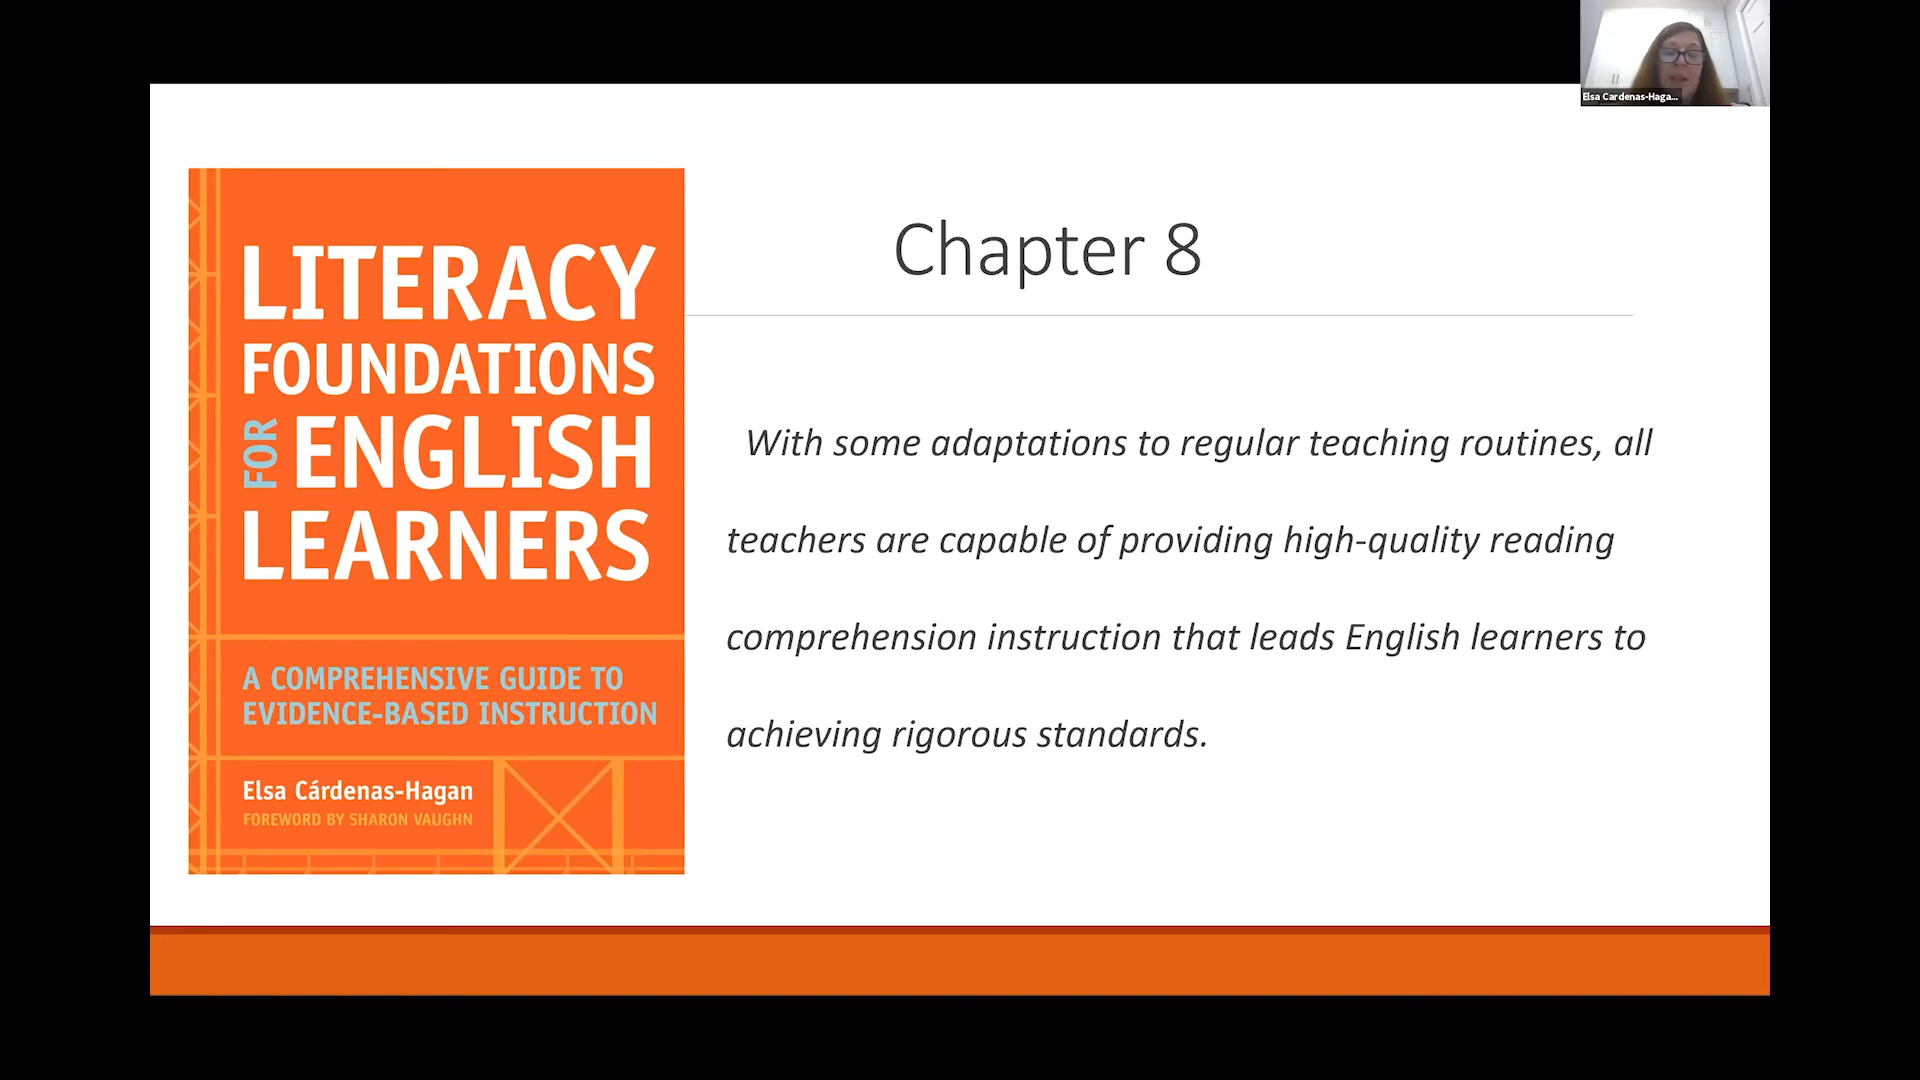 Elsa Cardenas-Haga...
LITERACY
FOUNDATIONS
FOR ENGLISH
LEARNERS
A COMPREHENSIVE GUIDE TO
EVIDENCE-BASED INSTRUCTION
Elsa Cárdenas-Hagan
FOREWORD BY SHARON VAUGHN
Chapter 8
With some adaptations to regular teaching routines, all
teachers are capable of providing high-quality reading
comprehension instruction that leads English learners to
achieving rigorous standards.